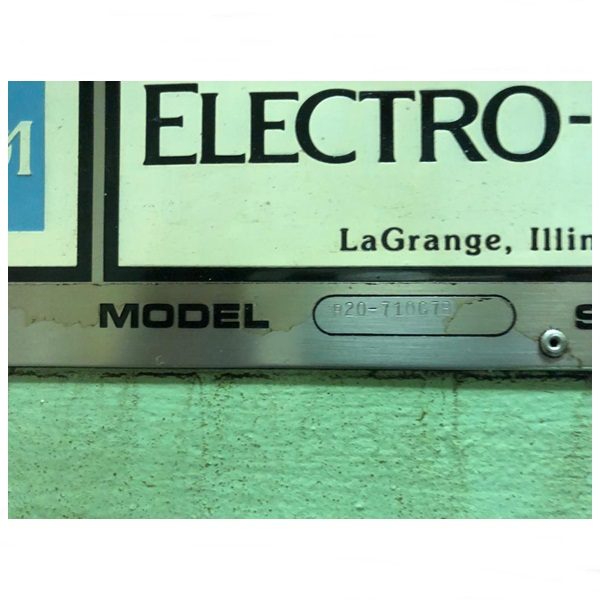 M
ELECTRO-
LaGrange, Illin
MODEL
S